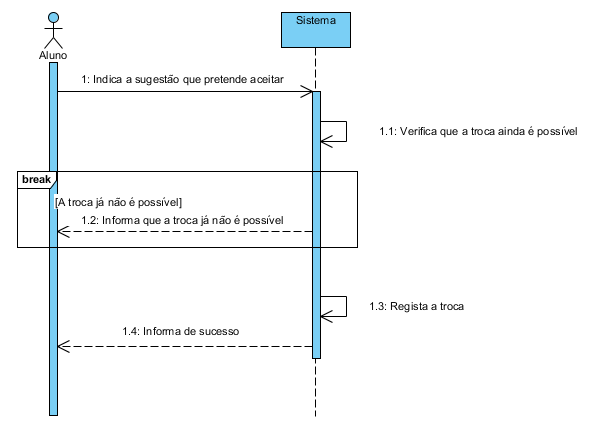 Sistema
Aluno
1: Indica a sugestão que pretende aceitar
1.1: Verifica que a troca ainda é possível
break
[A troca já não é possível]
1.2: Informa que a troca já não é possível
1.3: Regista a troca
1.4: Informa de sucesso